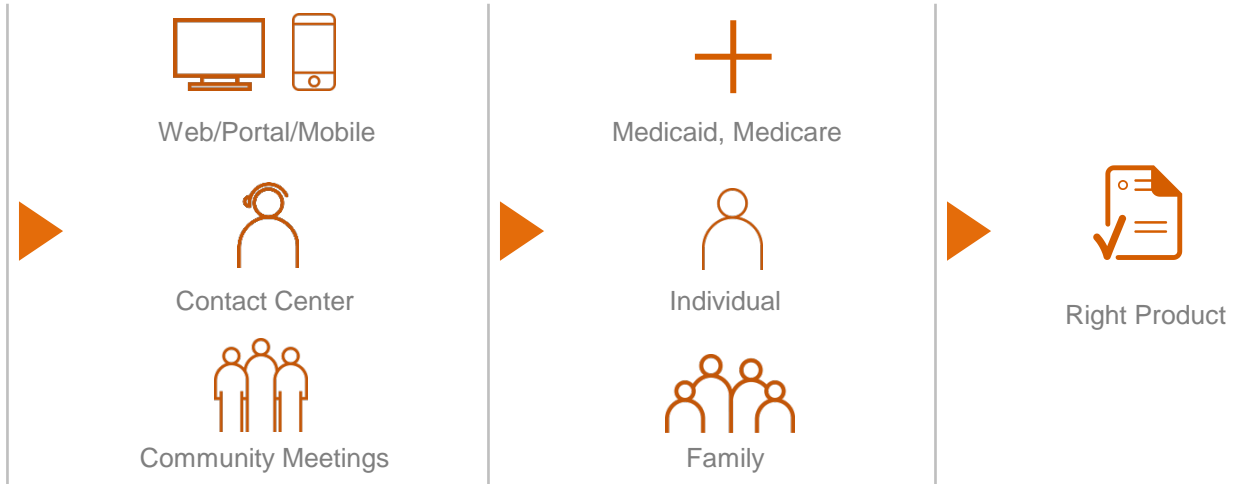 Web/Portal/Mobile
Contact Center
Community Meetings
Medicaid, Medicare
Individual
Family
Right Product